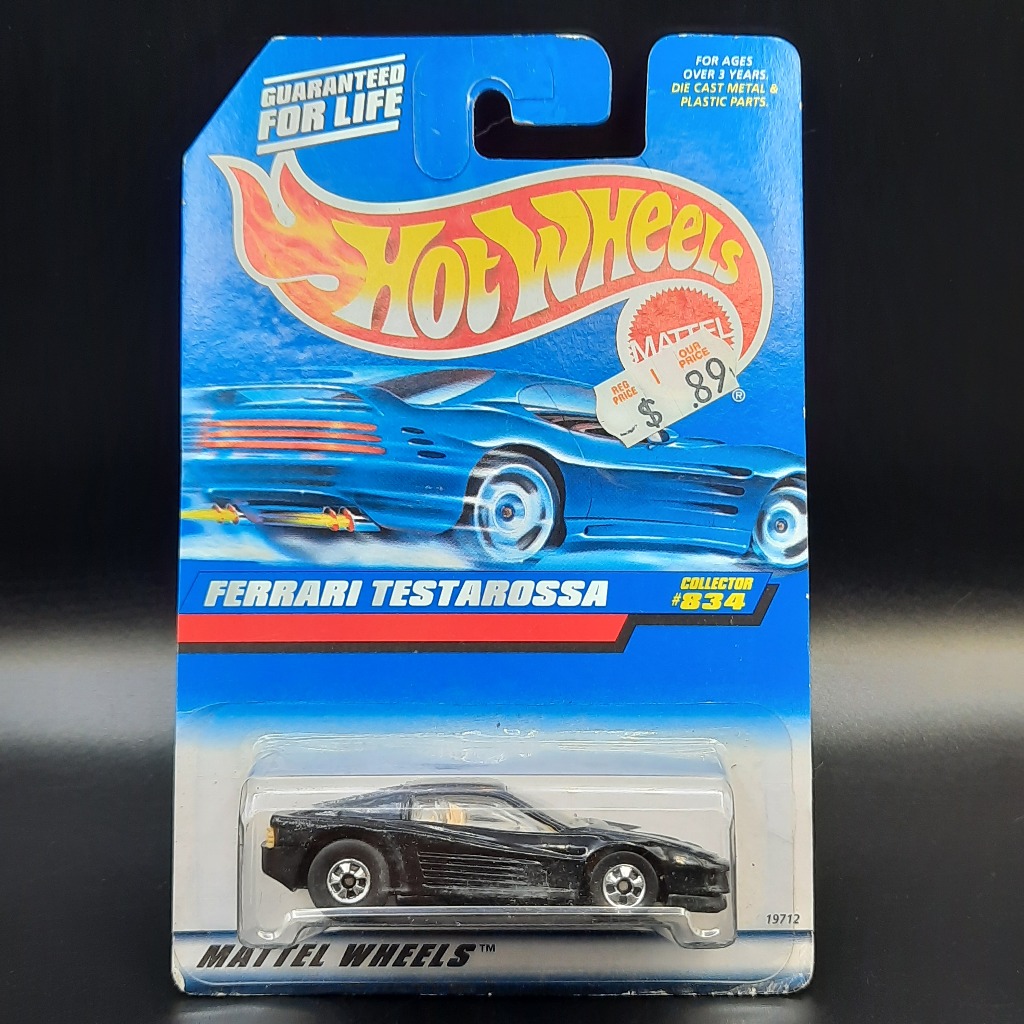 GUARANTEED
FOR LIFE
FOR AGES
OVER 3 YEARS.
DIE CAST METAL &
PLASTIC PARTS.
HOT WHEELS
MATTEL
REG
PRICE
$
OUR
PRICE
.89
®
FERRARI TESTAROSSA
COLLECTOR
#834
19712
MATTEL WHEELS™